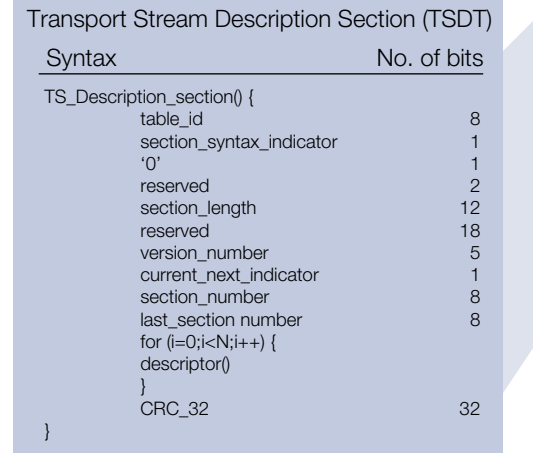 Transport Stream Description Section (TSDT)
Syntax No. of bits
TS_Description_section() {
table_id 8
section_syntax_indicator 1
‘0’ 1
reserved 2
section_length 12
reserved 18
version_number 5
current_next_indicator 1
section_number 8
last_section number 8
for (i=0;i<N;i++) {
descriptor()
}
CRC_32 32
}